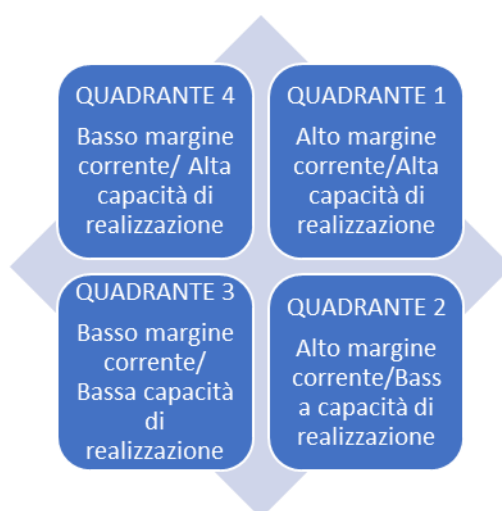 QUADRANTE 4
Basso margine
corrente/ Alta
capacità di
realizzazione
QUADRANTE 1
Alto margine
corrente/Alta
capacità di
realizzazione
QUADRANTE 3
Basso margine
corrente/
Bassa capacità
di
realizzazione
QUADRANTE 2
Alto margine
corrente/Bass
a capacità di
realizzazione